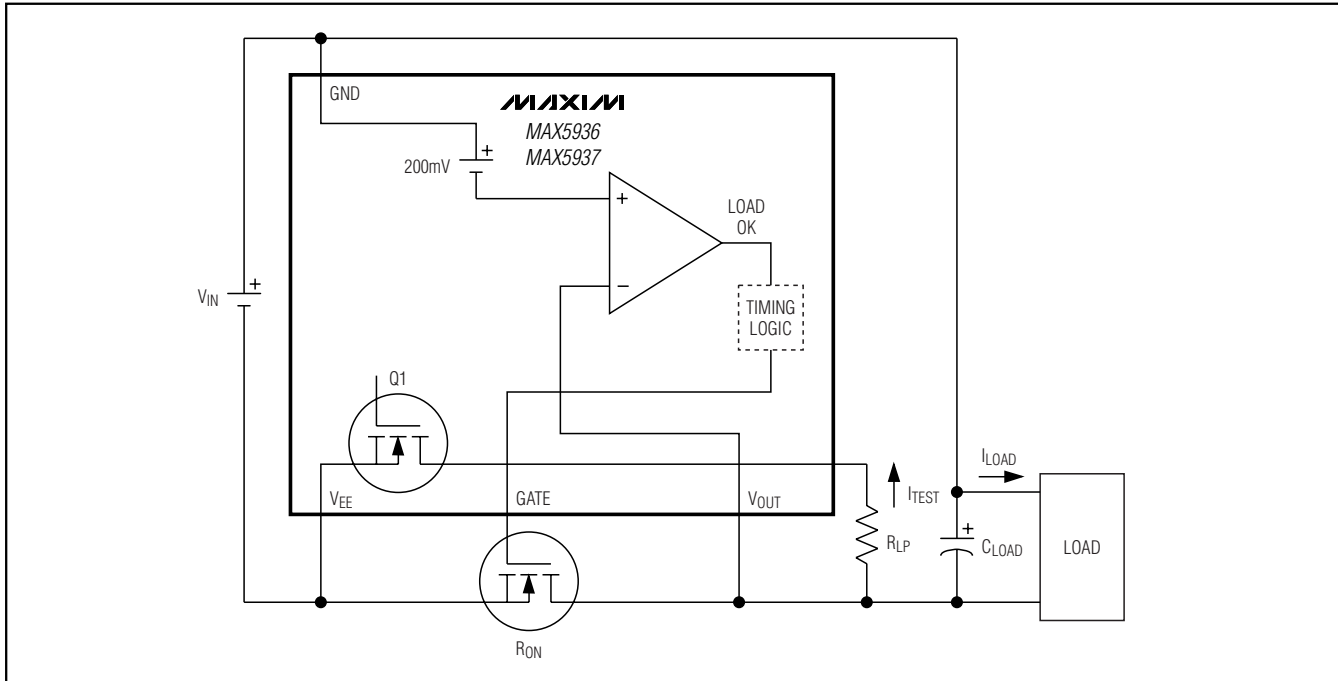 GND
MAXIM
MAX5936
MAX5937
200mV
+
+
−
LOAD
OK
TIMING
LOGIC
VIN
+
Q1
VEE
GATE
VOUT
ITEST
RLP
ILOAD
+
CLOAD
LOAD
RON